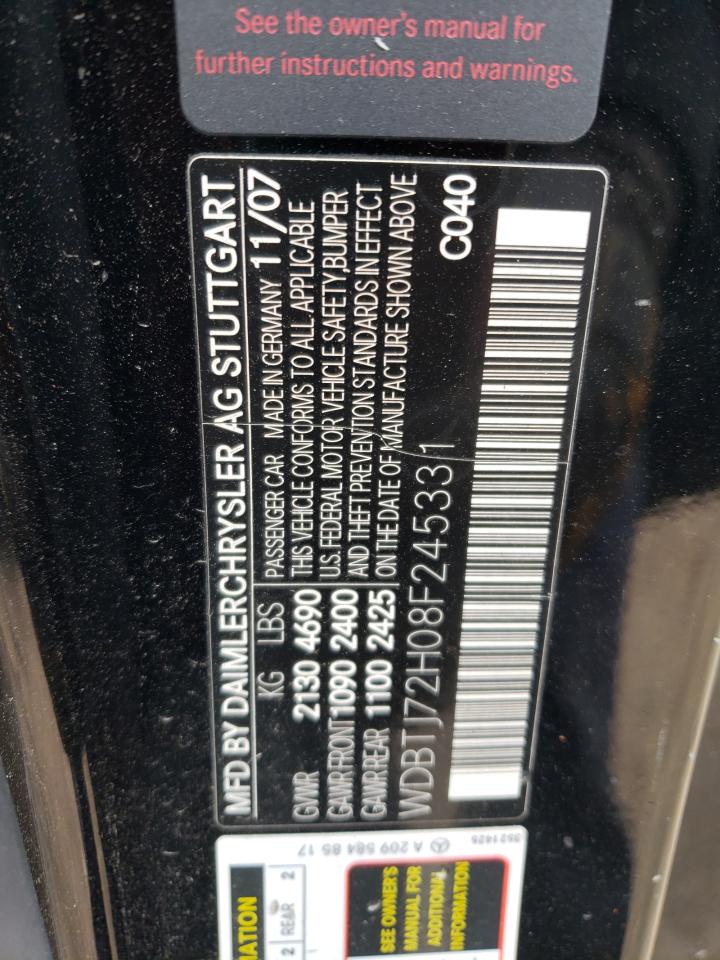 See the owner's manual for
further instructions and warnings.
MFD BY DAIMLERCHRYSLER AG STUTTGART
KG LBS PASSENGER CAR MADE IN GERMANY 11/07
GVWR 2130 4690 THIS VEHICLE CONFORMS TO ALL APPLICABLE
GAWR FRONT 1090 2400 U.S. FEDERAL MOTOR VEHICLE SAFETY,BUMPER
GAWR REAR 1100 2425 AND THEFT PREVENTION STANDARDS IN EFFECT
ON THE DATE OF MANUFACTURE SHOWN ABOVE
WDBTJ72H08F245331 C040
A 209 584 85 17
3521425
REAR 2
2
SEE OWNER'S
MANUAL FOR
ADDITIONAL
INFORMATION